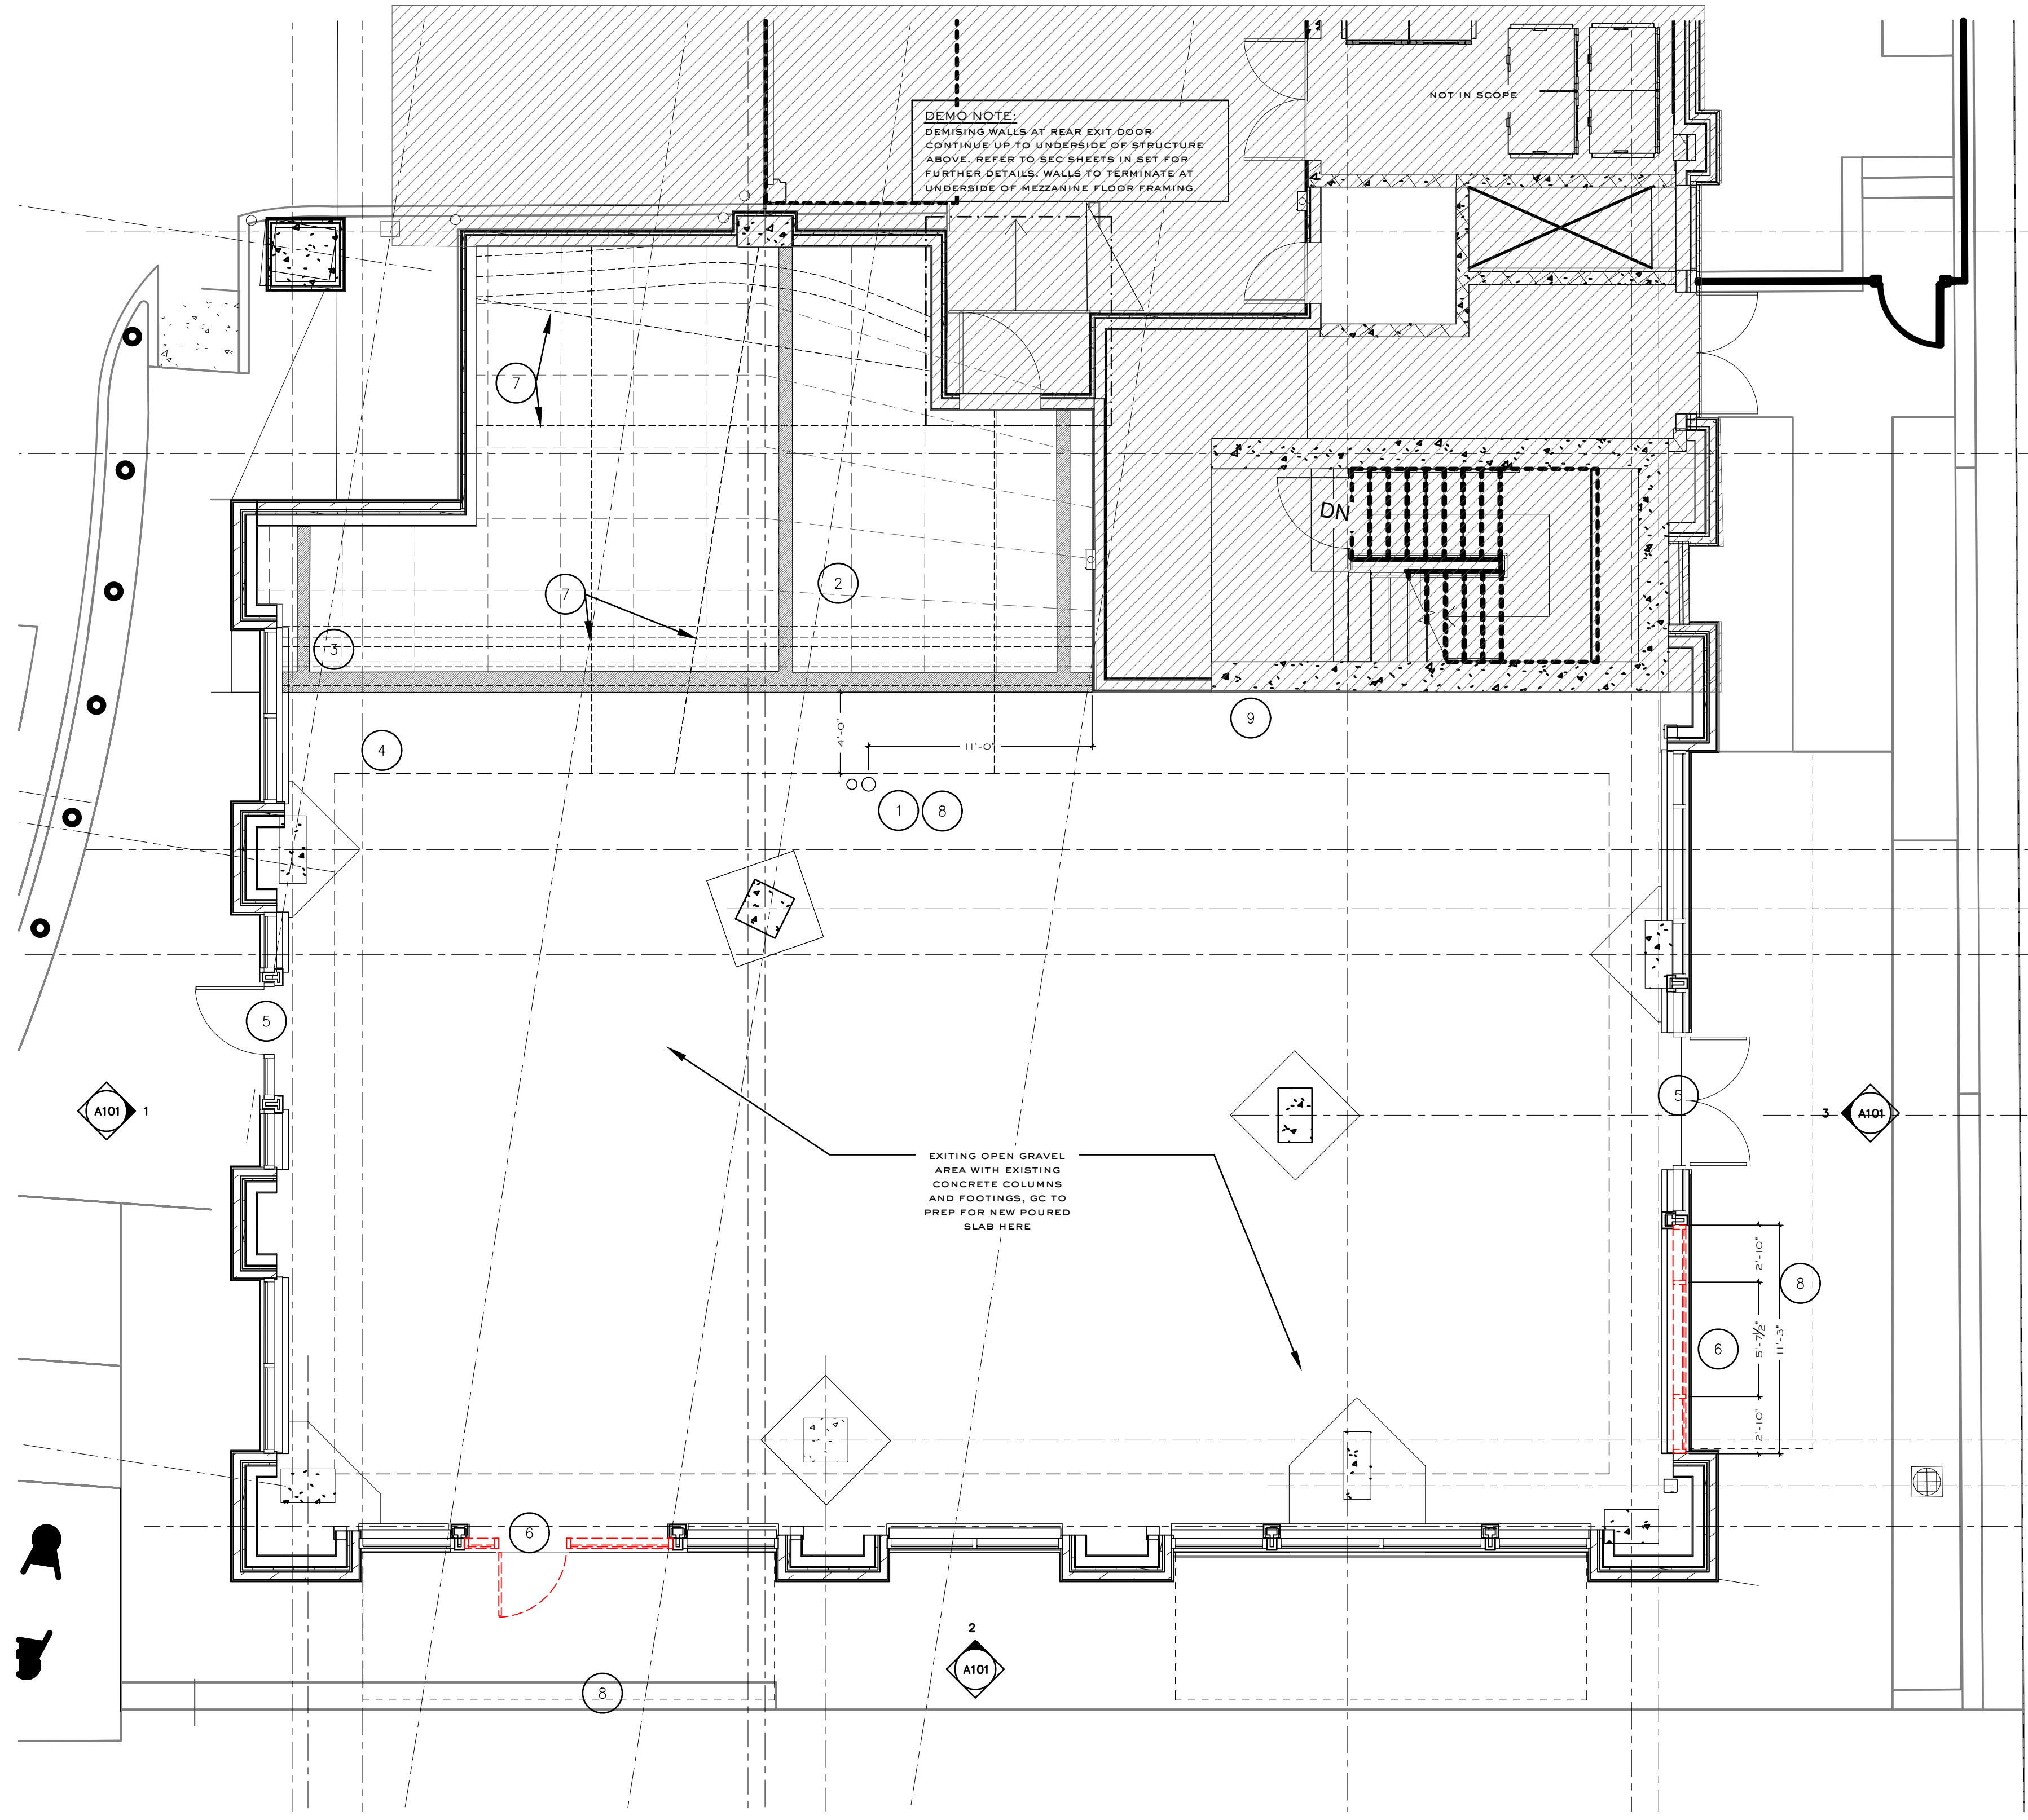 NOT IN SCOPE
DEMO NOTE:
DEMISING WALLS AT REAR EXIT DOOR
CONTINUE UP TO UNDERSIDE OF STRUCTURE
ABOVE. REFER TO SEC SHEETS IN SET FOR
FURTHER DETAILS. WALLS TO TERMINATE AT
UNDERSIDE OF MEZZANINE FLOOR FRAMING.
7
DN
7
2
3
9
4
4'-0"
11'-0"
1
8
5
5
A101
1
3
A101
EXITING OPEN GRAVEL
AREA WITH EXISTING
CONCRETE COLUMNS
AND FOOTINGS, GC TO
PREP FOR NEW POURED
SLAB HERE
2'-10"
8
6
5'-7½"
11'-3"
2'-10"
6
2
A101
8